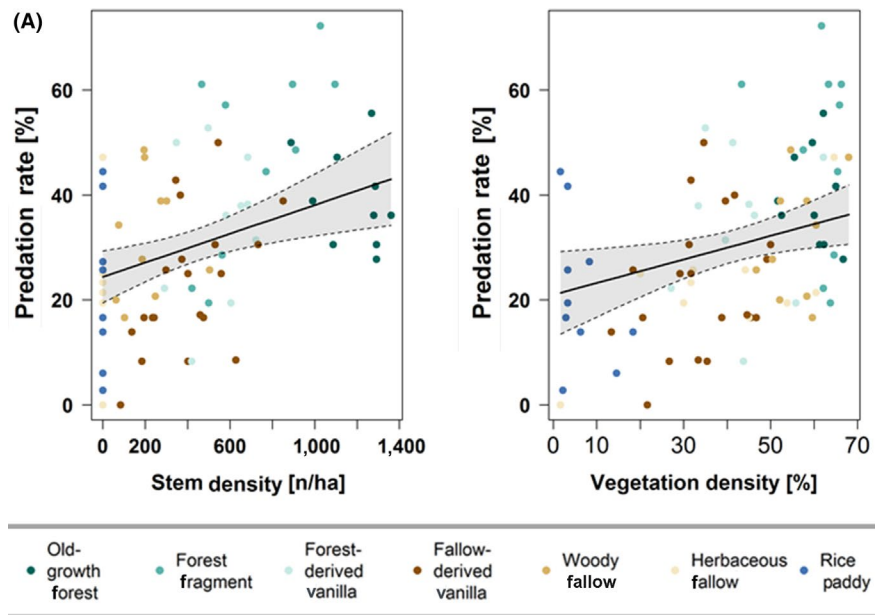 (A)
Predation rate [%]
60
40
20
0
0 200 600 1,000 1,400
Stem density [n/ha]
Predation rate [%]
60
40
20
0
0 10 30 50 70
Vegetation density [%]
Old-
growth
forest
Forest
fragment
Forest-
derived
vanilla
Fallow-
derived
vanilla
Woody
fallow
Herbaceous
fallow
Rice
paddy